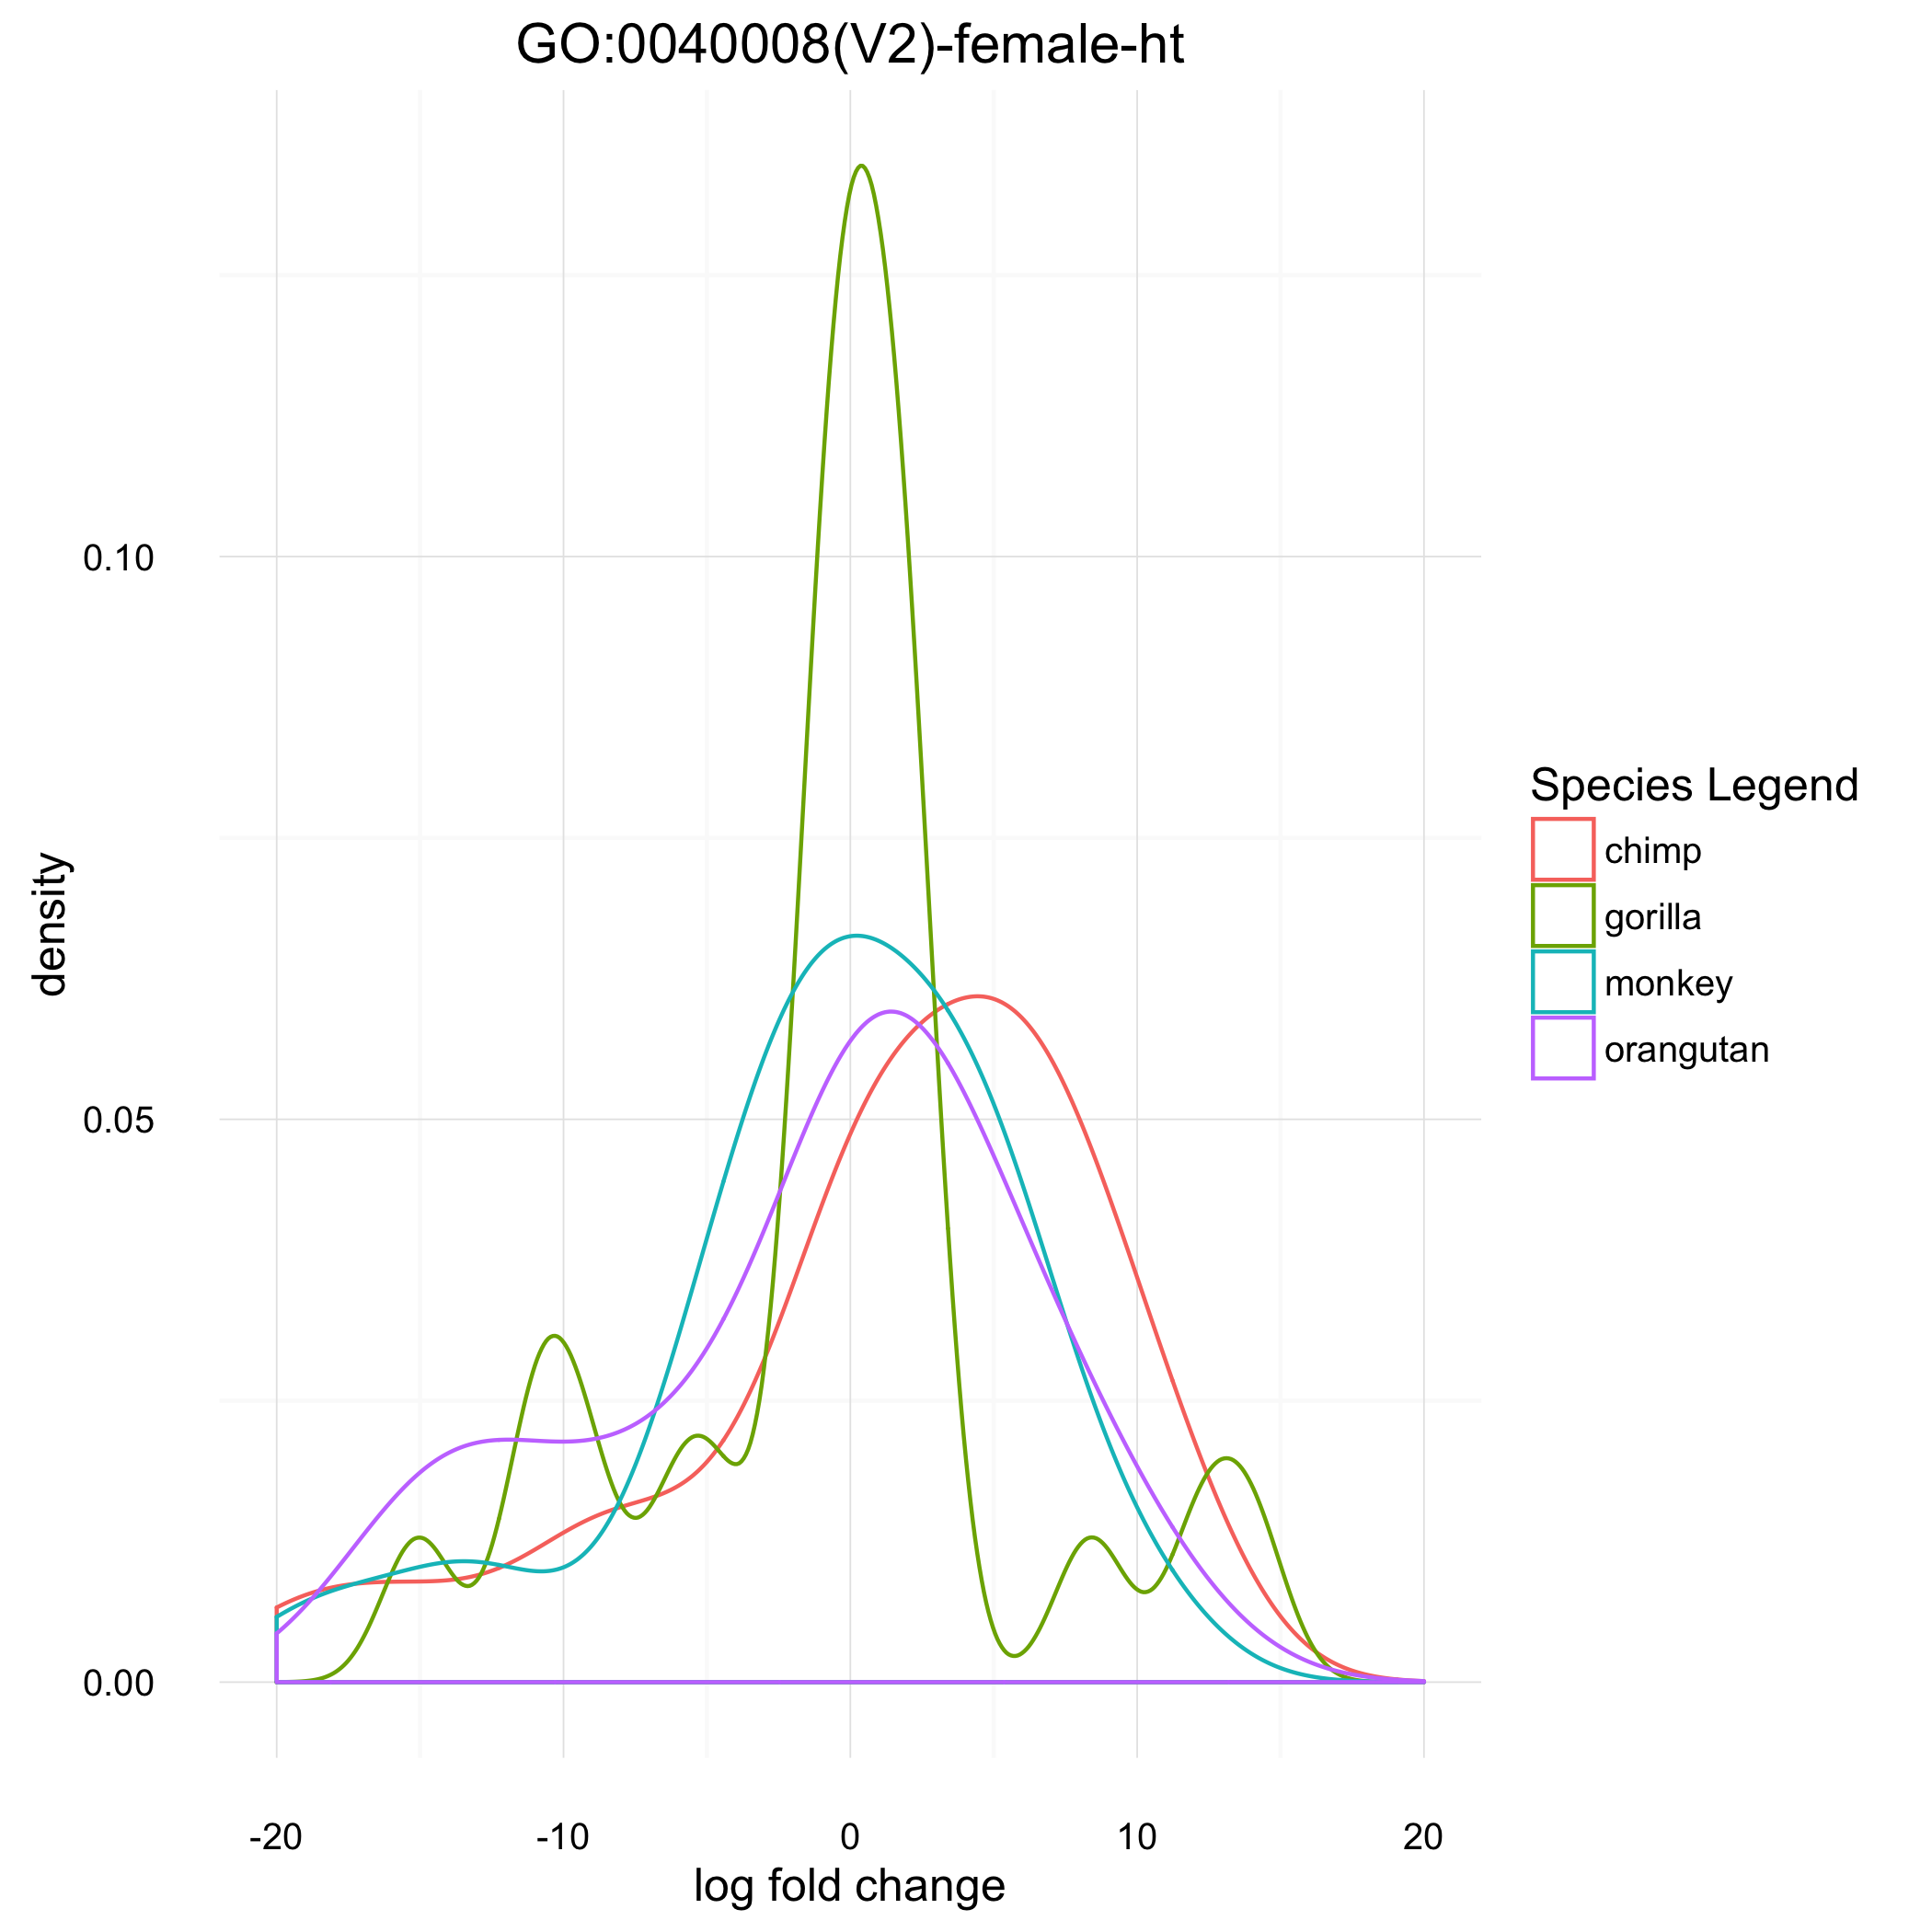 GO:0040008(V2)-female-ht
density
0.10
0.05
0.00
-20 -10 0 10 20
log fold change
Species Legend
chimp
gorilla
monkey
orangutan